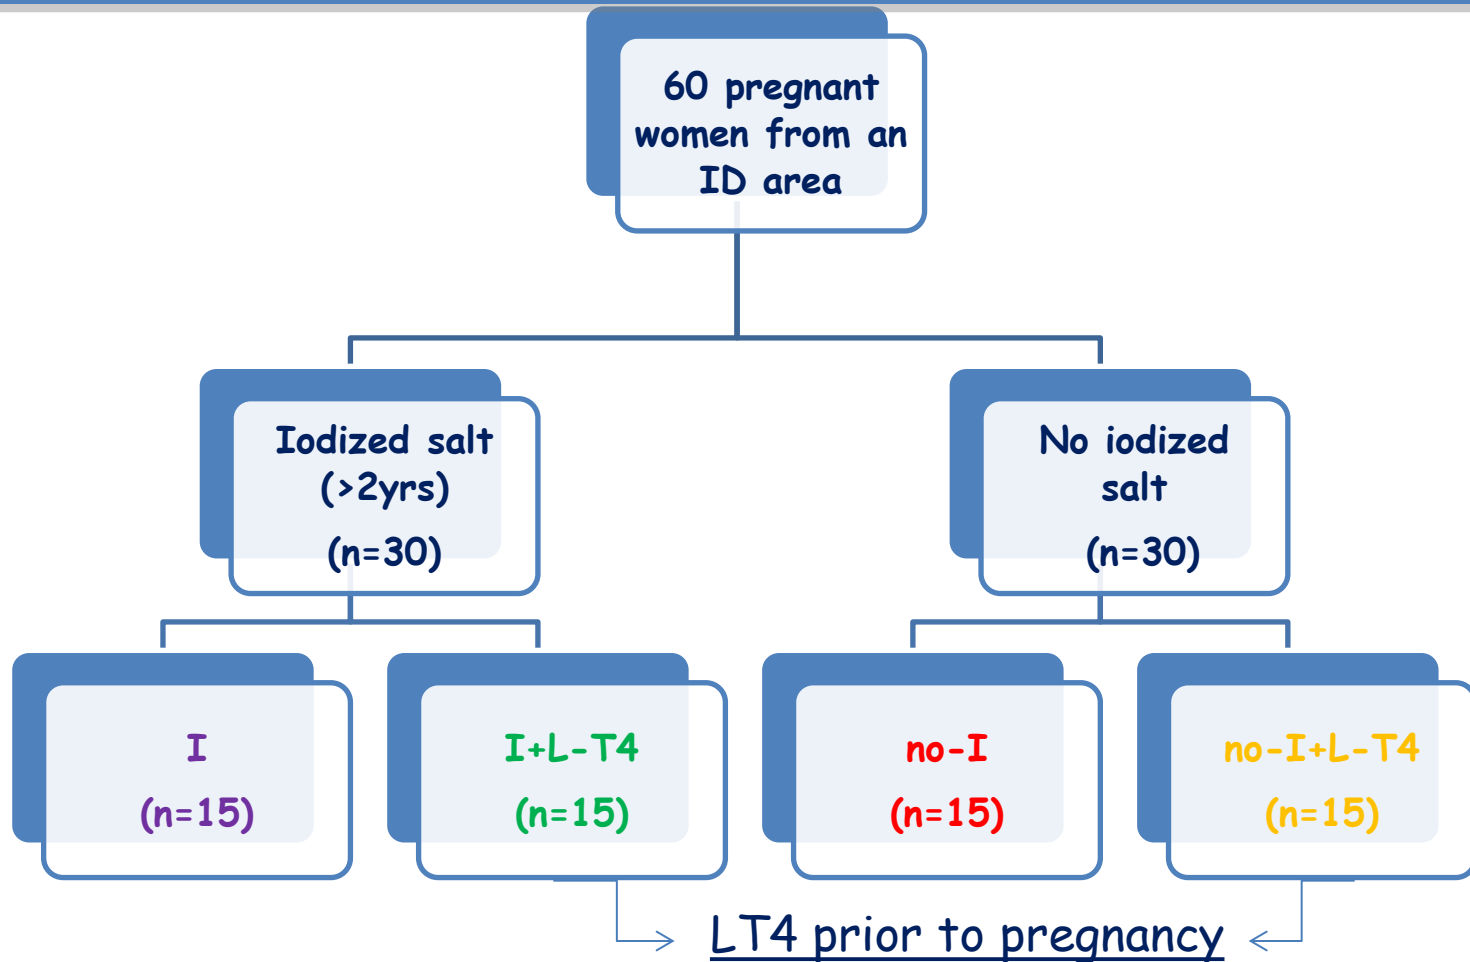 60 pregnant
women from an
ID area
Iodized salt
(>2yrs)
(n=30)
No iodized
salt
(n=30)
I
(n=15)
I+L-T4
(n=15)
no-I
(n=15)
no-I+L-T4
(n=15)
LT4 prior to pregnancy